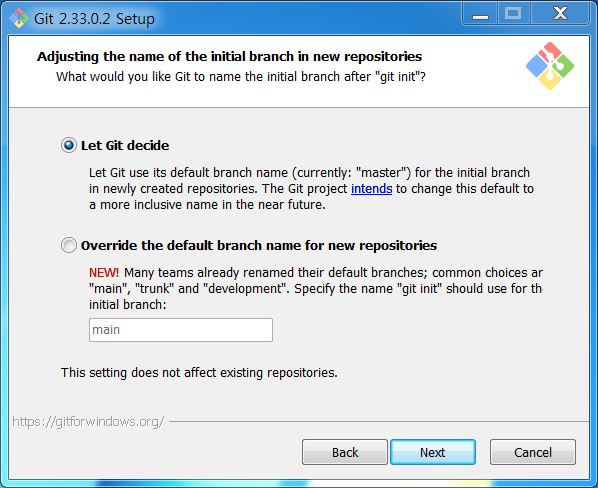 Git 2.33.0.2 Setup
Adjusting the name of the initial branch in new repositories
What would you like Git to name the initial branch after "git init"?
Let Git decide
Let Git use its default branch name (currently: "master") for the initial branch
in newly created repositories. The Git project intends to change this default to
a more inclusive name in the near future.
Override the default branch name for new repositories
NEW! Many teams already renamed their default branches; common choices ar
"main", "trunk" and "development". Specify the name "git init" should use for the
initial branch:
main
This setting does not affect existing repositories.
https://gitforwindows.org/
Back
Next
Cancel